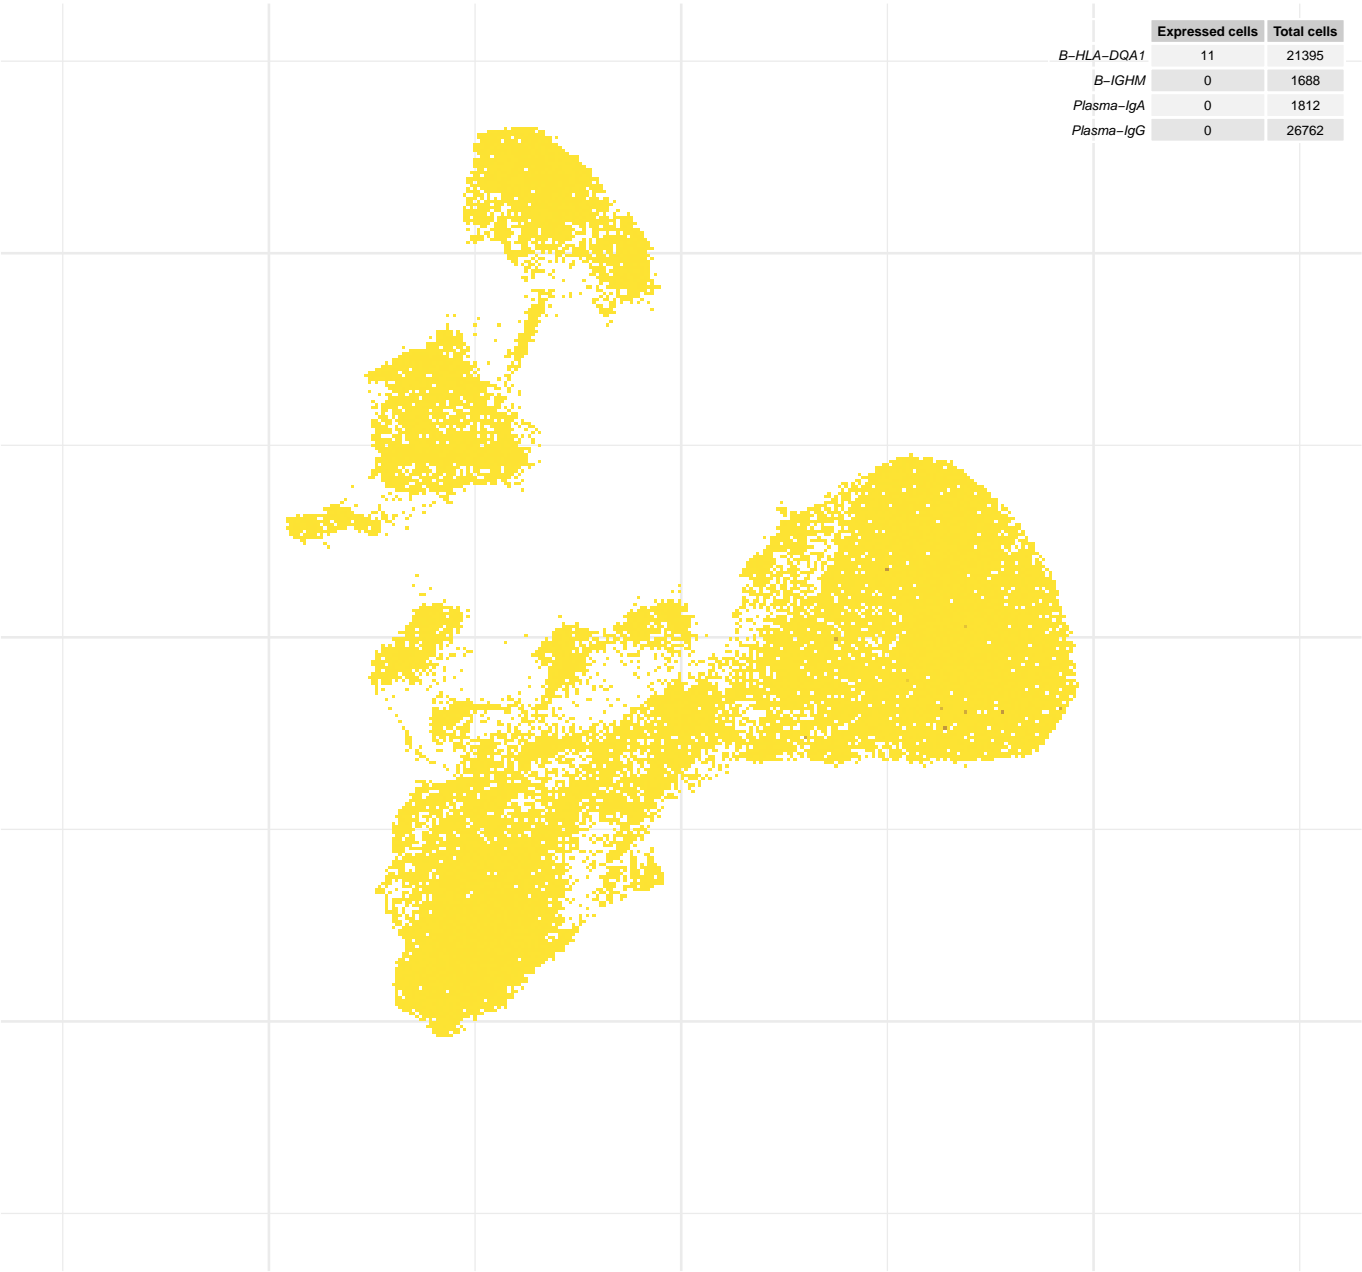 Expressed cells Total cells
B−HLA−DQA1 11 21395
B−IGHM 0 1688
Plasma−IgA 0 1812
Plasma−IgG 0 26762